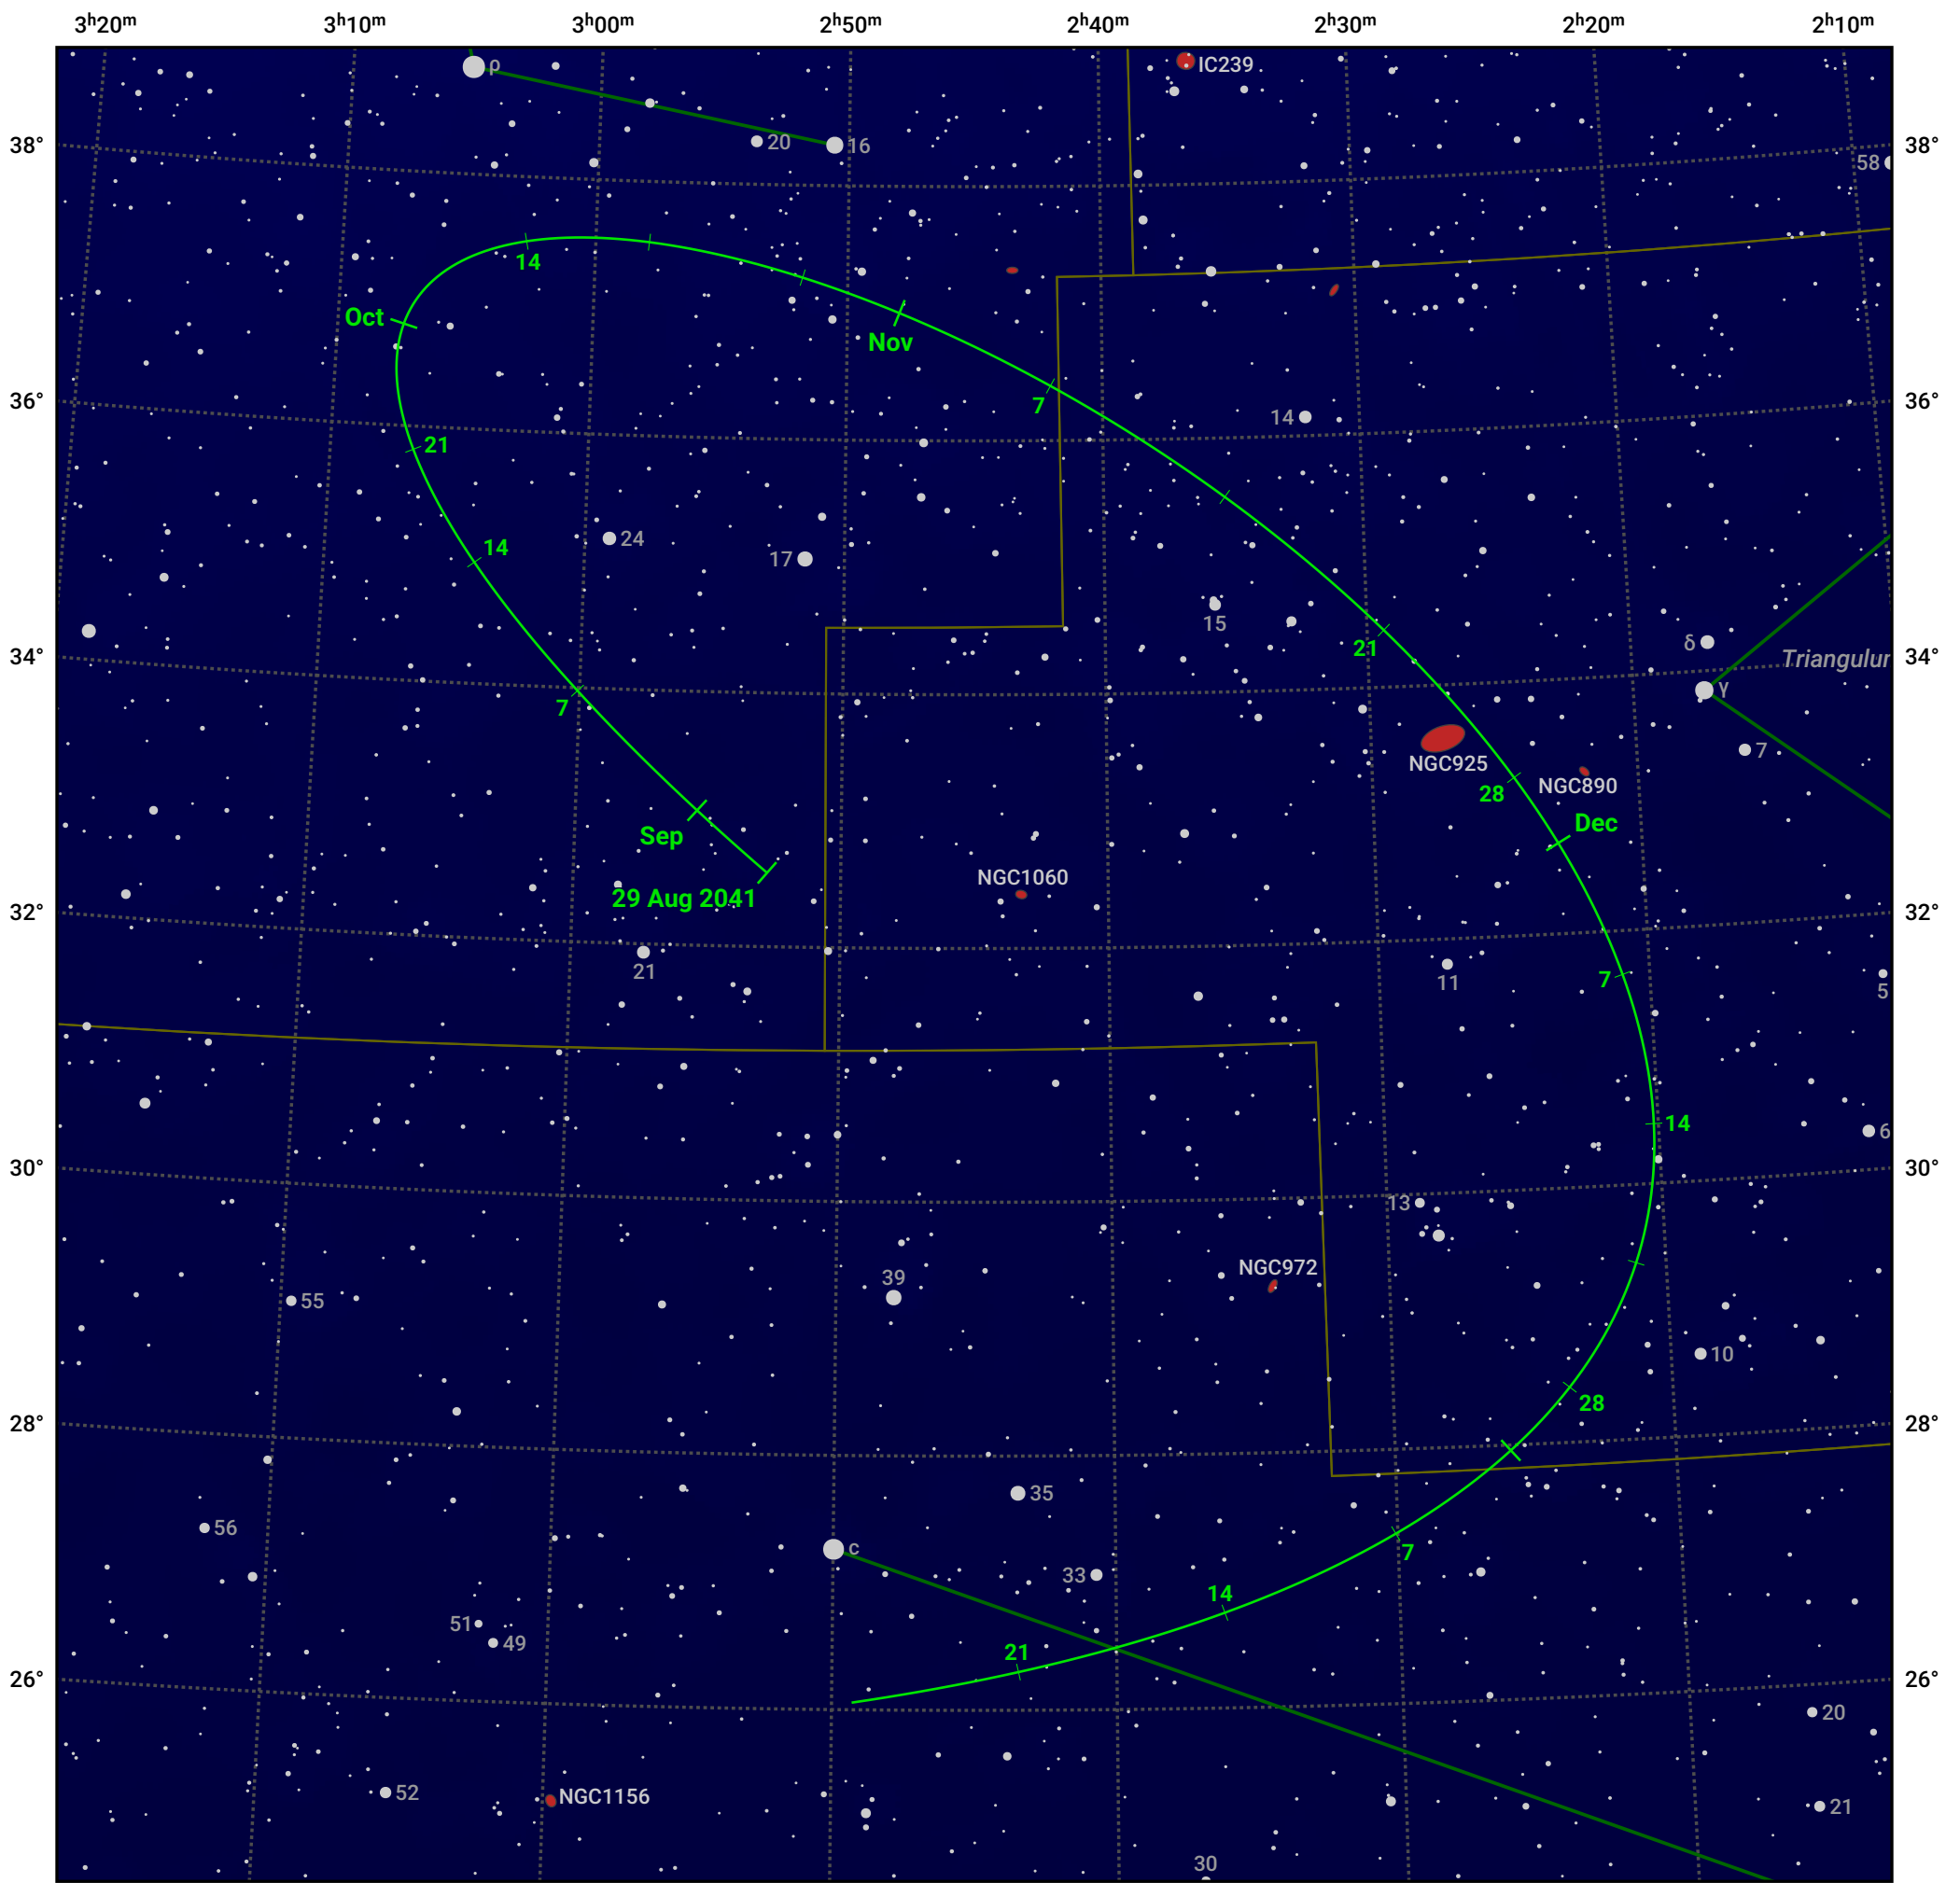 3h20m 3h10m 3h00m 2h50m 2h40m 2h30m 2h20m 2h10m
ρ IC239
38° 20 16 38°
58
14
Oct
Nov
36° 7 14 36°
21
14 24 17
15
δ 21
34° Triangulur 34°
γ
7
7
NGC925
28 NGC890
Sep Dec
NGC1060
29 Aug 2041
32° 32°
21 11 7
5
14
6
30° 30°
13
NGC972
39
55
10
28
28° 28°
35
56 c 7
33
14
51 49
21
26° 26°
20
52 NGC1156
21
30